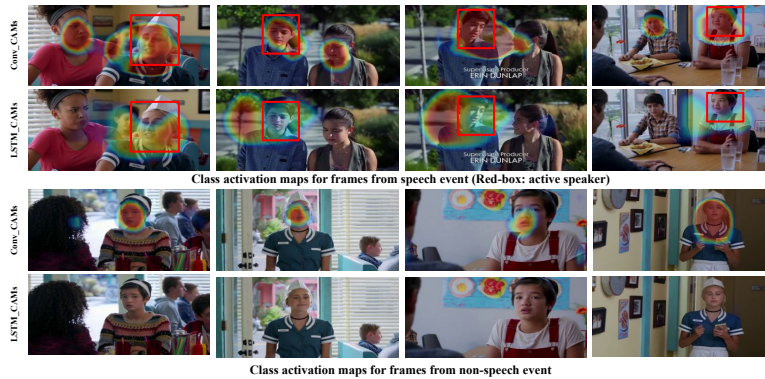 Conv_CAMs
Supervising Producer
ERIN DUNLAP
LSTM_CAMs
Supervising Producer
ERIN DUNLAP
Class activation maps for frames from speech event (Red-box: active speaker)
Conv_CAMs
LSTM_CAMs
Class activation maps for frames from non-speech event